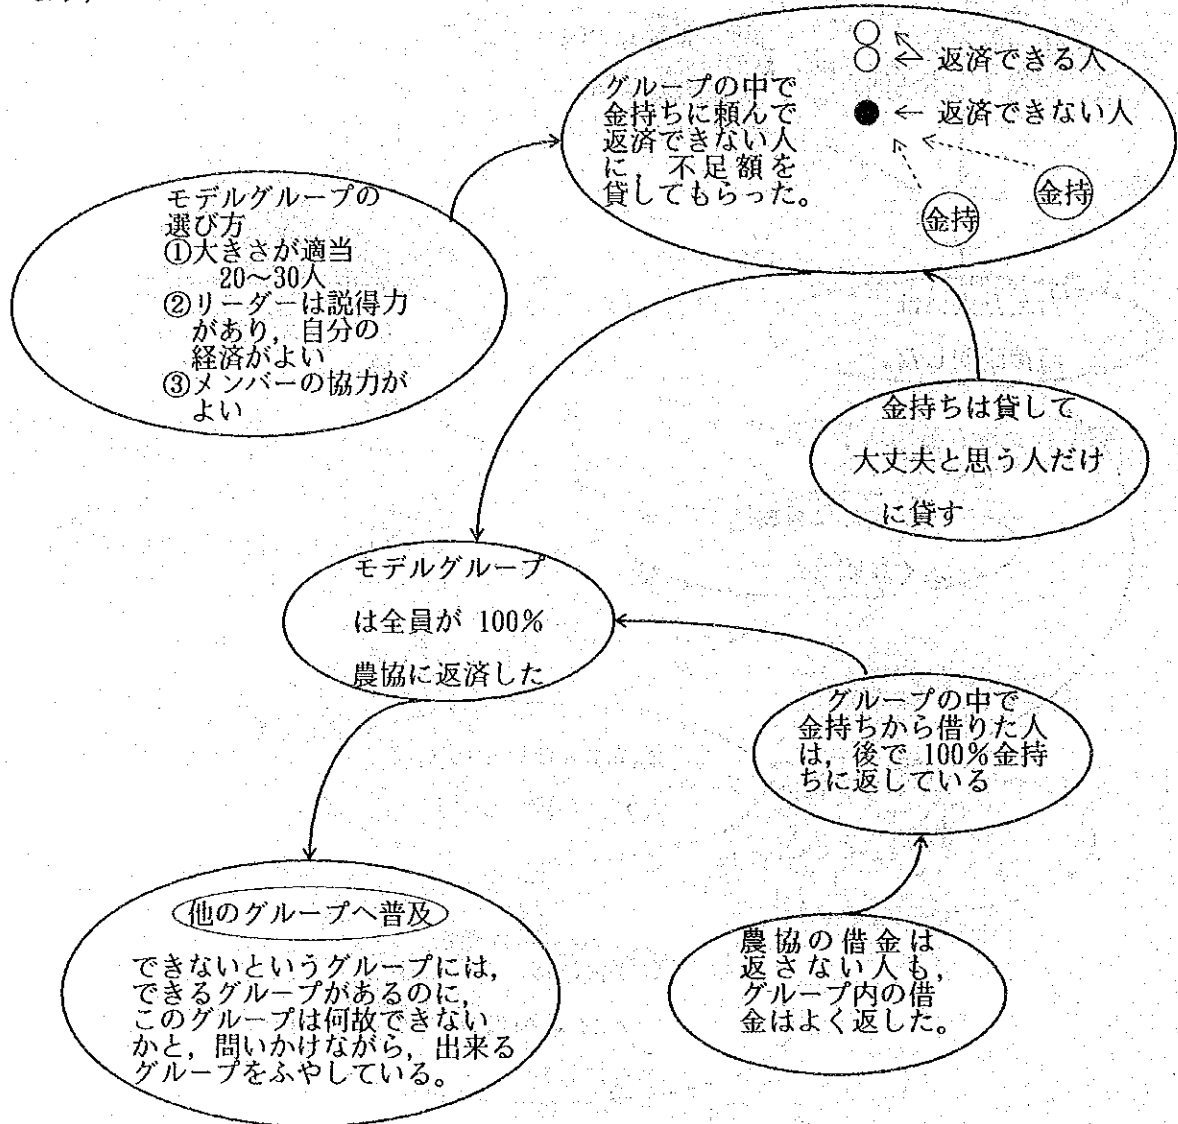 グループの中で
金持ちに頼んで
返済できない人
に，不足額を
貸してもらった。
← 返済できる人
← 返済できない人
金持
金持
モデルグループの
選び方
①大きさが適当
20～30人
②リーダーは説得力
があり，自分の
経済がよい
③メンバーの協力が
よい
金持ちは貸して
大丈夫と思う人だけ
に貸す
モデルグループ
は全員が 100%
農協に返済した
グループの中で
金持ちから借りた人
は，後で 100%金持
ちに返している
農協の借金は
返さない人も，
グループ内の借
金はよく返した。
他のグループへ普及
できないというグループには，
できるグループがあるのに，
このグループは何故できない
かと，問いかけながら，出来る
グループをふやしている。